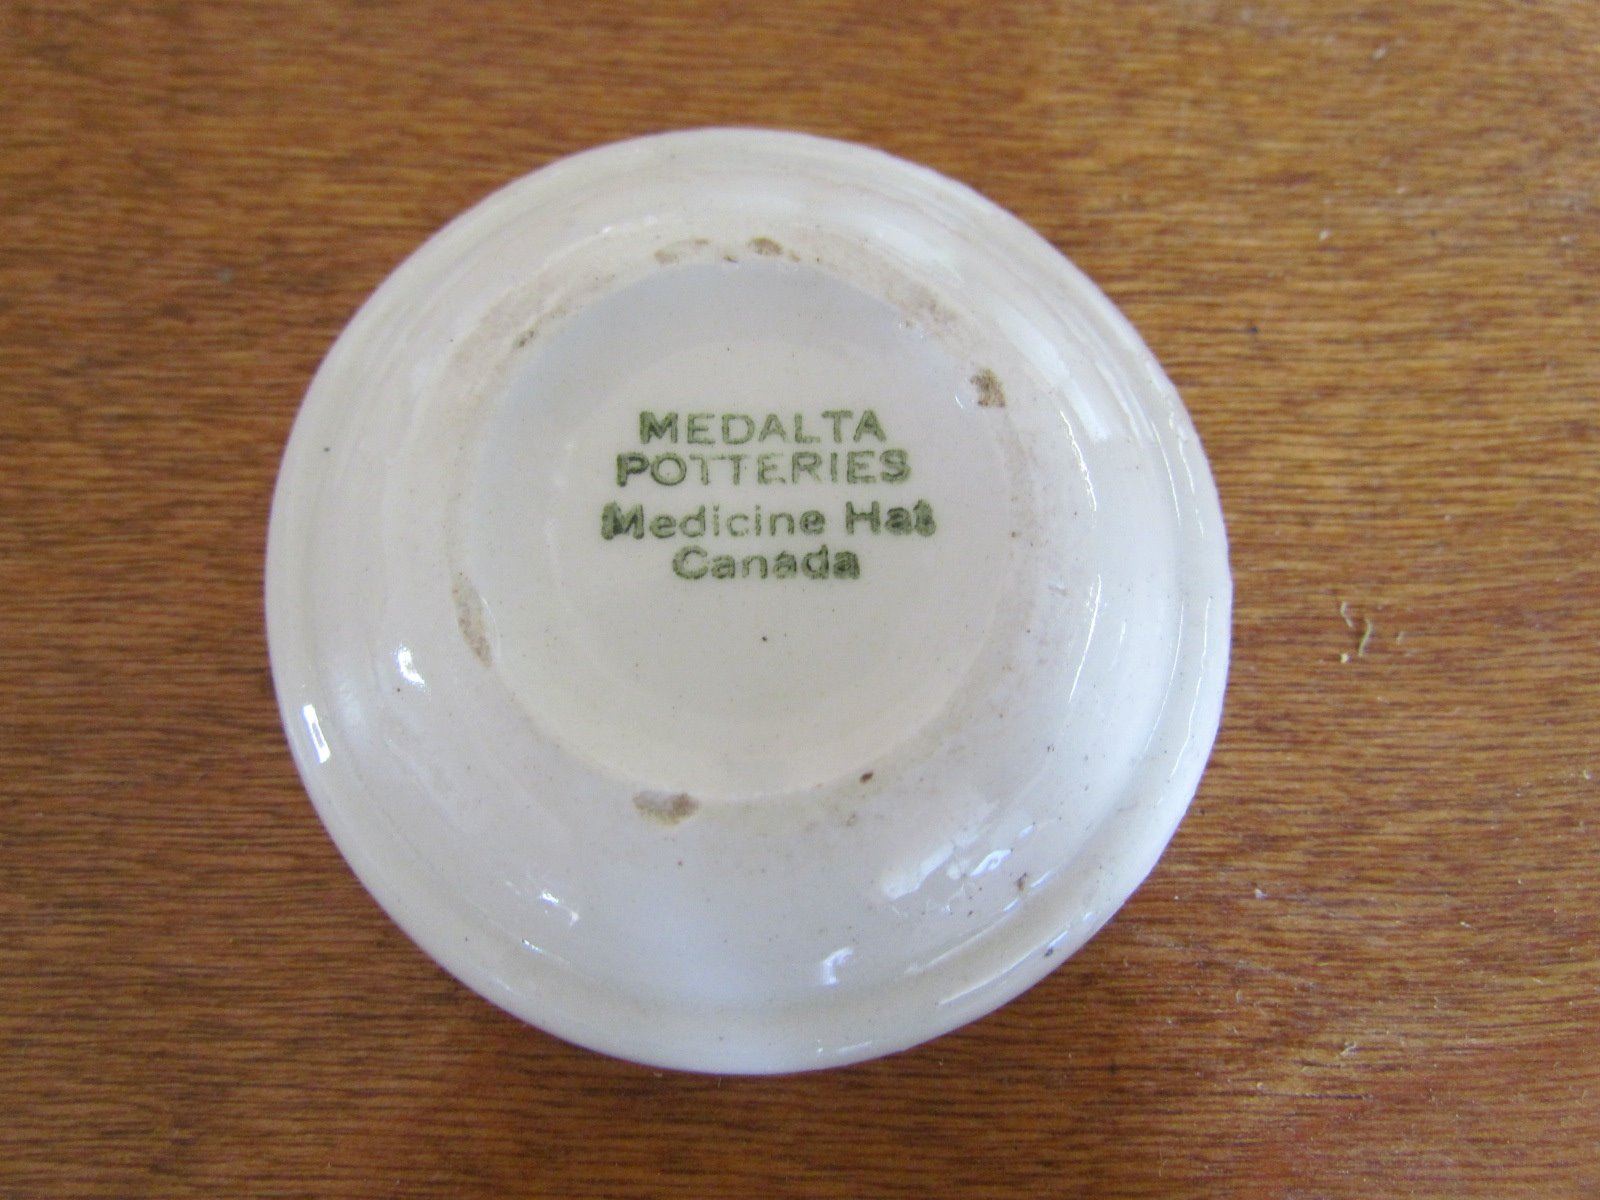 MEDALTA
POTTERIES
Medicine Hat
Canada